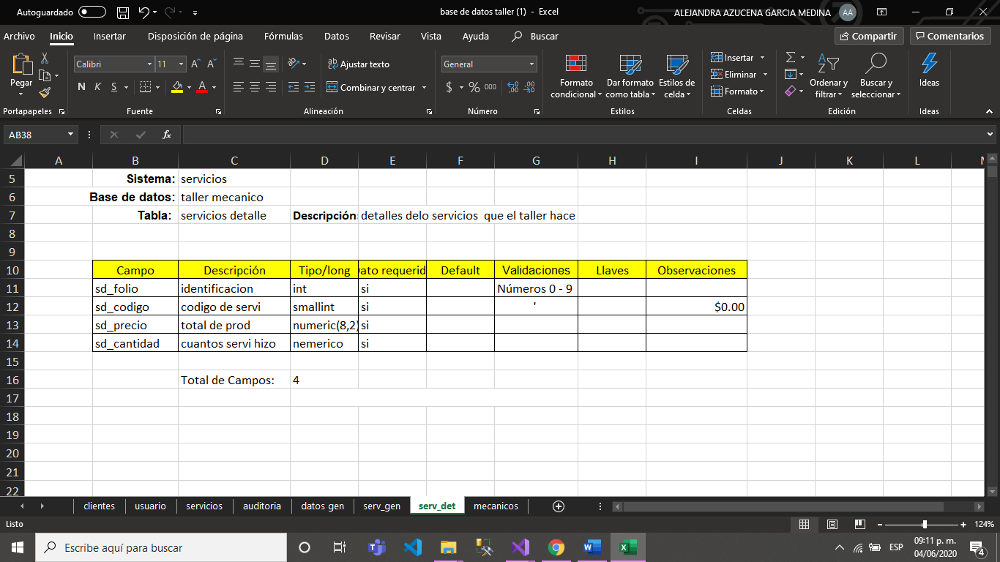 Autoguardado
base de datos taller (1) - Excel
ALEJANDRA AZUCENA GARCIA MEDINA
AA
Archivo Inicio Insertar Disposición de página Fórmulas Datos Revisar Vista Ayuda Buscar
Compartir Comentarios
Pegar
Calibri 11
N K S
Ajustar texto
Combinar y centrar
General
$ % 000
Formato condicional
Dar formato como tabla
Estilos de celda
Insertar
Eliminar
Formato
Ordenar y filtrar
Buscar y seleccionar
Ideas
Portapapeles Fuente Alineación Número Estilos Celdas Edición Ideas
AB38
fx
A B C D E F G H I J K L
5 Sistema: servicios
6 Base de datos: taller mecanico
7 Tabla: servicios detalle Descripción: detalles delo servicios que el taller hace
8
9
10 Campo Descripción Tipo/long ato requerid Default Validaciones Llaves Observaciones
11 sd_folio identificacion int si Números 0 - 9
12 sd_codigo codigo de servi smallint si ' $0.00
13 sd_precio total de prod numeric(8,2) si
14 sd_cantidad cuantos servi hizo nemerico si
15
16 Total de Campos: 4
17
18
19
20
21
22
clientes usuario servicios auditoria datos gen serv_gen serv_det mecanicos
Listo
124%
Escribe aquí para buscar
ESP
09:11 p. m.
04/06/2020
4